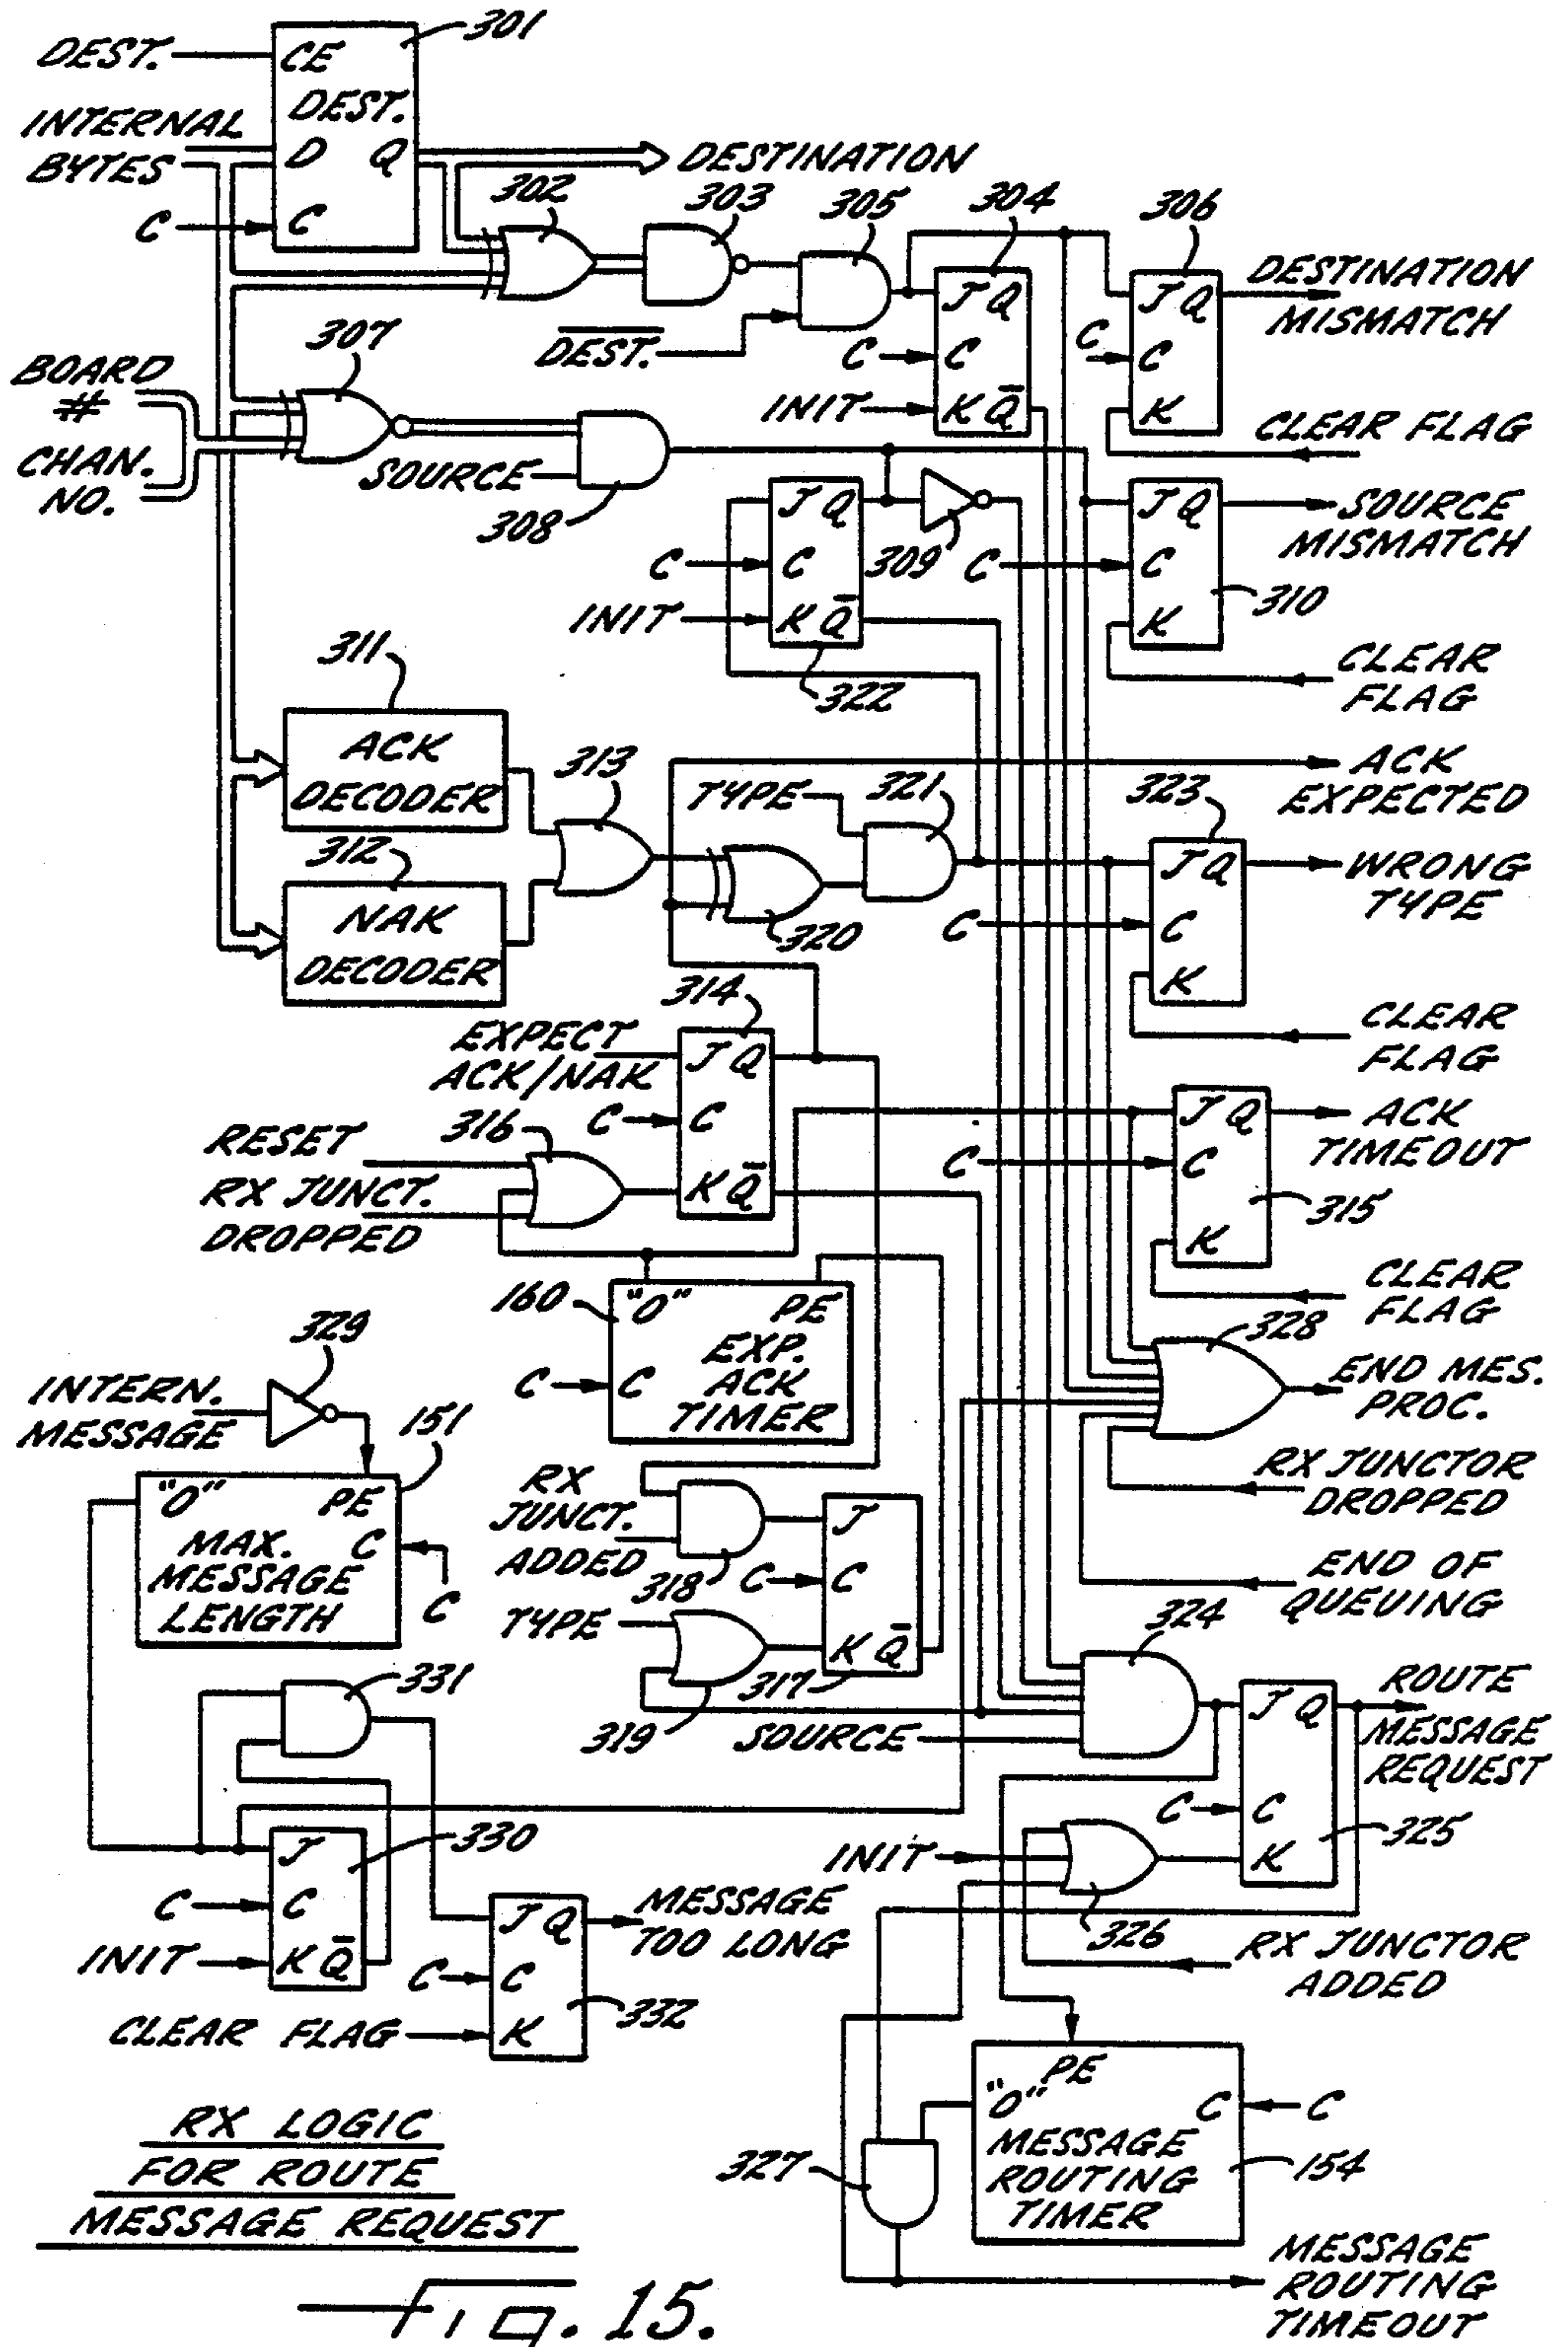 301
DEST.
CE
DEST.
INTERNAL
BYTES
D Q
DESTINATION
C
C
302
303
305
304
306
J Q
C
C
K Q̅
INIT
D̅E̅S̅T̅.̅
J Q
C
C
K
DESTINATION
MISMATCH
CLEAR FLAG
307
BOARD
#
CHAN.
NO.
SOURCE
308
J Q
C
C
INIT
K Q̅
322
309
J Q
C
C
K
310
SOURCE
MISMATCH
CLEAR
FLAG
311
ACK
DECODER
312
NAK
DECODER
313
TYPE
321
320
ACK
EXPECTED
323
J Q
C
C
K
WRONG
TYPE
CLEAR
FLAG
314
EXPECT
ACK/NAK
J Q
C
C
K Q̅
316
RESET
RX JUNCT.
DROPPED
J Q
C
C
K
315
ACK
TIMEOUT
CLEAR
FLAG
160
"0" PE
EXP.
ACK
TIMER
C
C
328
END MES.
PROC.
RX JUNCTOR
DROPPED
END OF
QUEUING
329
INTERN.
MESSAGE
151
"0" PE
MAX.
MESSAGE
LENGTH
C
C
RX
JUNCT.
ADDED
318
J
C
C
K Q̅
317
TYPE
319
SOURCE
324
J Q
C
C
K
325
ROUTE
MESSAGE
REQUEST
331
330
J
C
C
INIT
K Q̅
INIT
326
RX JUNCTOR
ADDED
J Q
C
C
K
332
MESSAGE
TOO LONG
CLEAR FLAG
PE
"0"
C
C
MESSAGE
ROUTING
TIMER
154
327
MESSAGE
ROUTING
TIMEOUT
RX LOGIC
FOR ROUTE
MESSAGE REQUEST
FIG. 15.